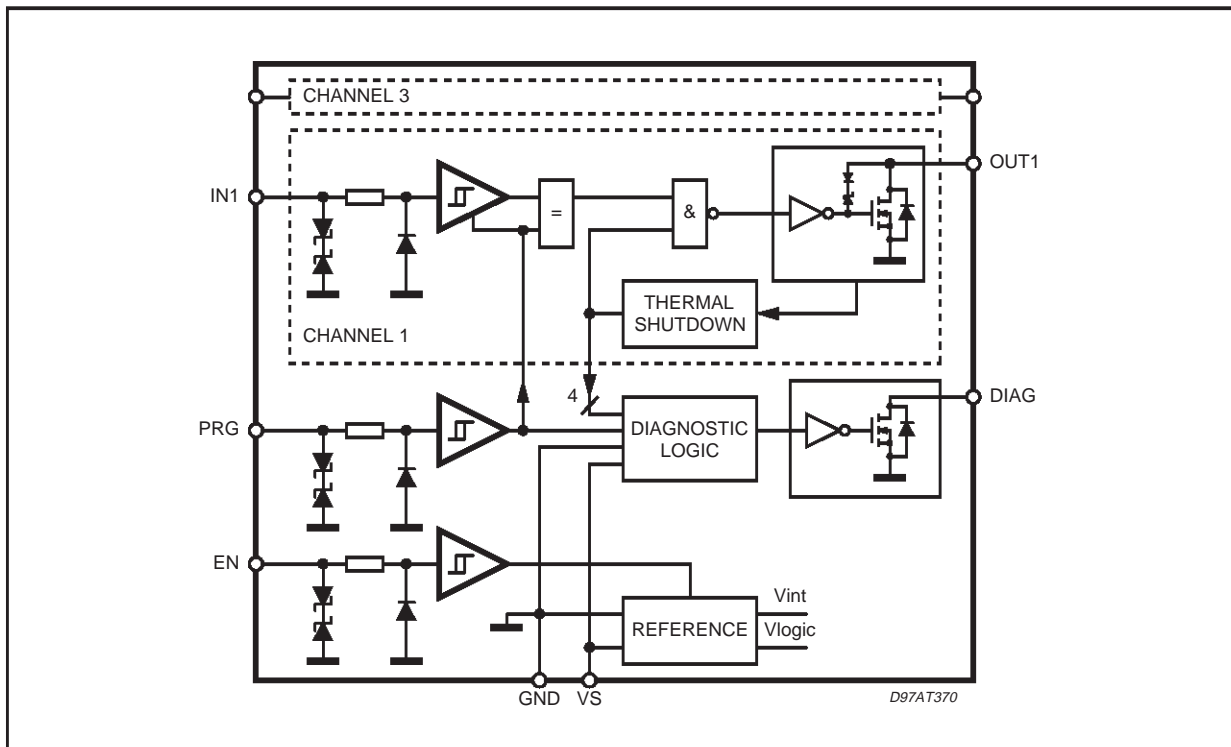 CHANNEL 3
OUT1
IN1
=
&
THERMAL
SHUTDOWN
CHANNEL 1
4
DIAG
PRG
DIAGNOSTIC
LOGIC
EN
Vint
REFERENCE
Vlogic
GND
VS
D97AT370